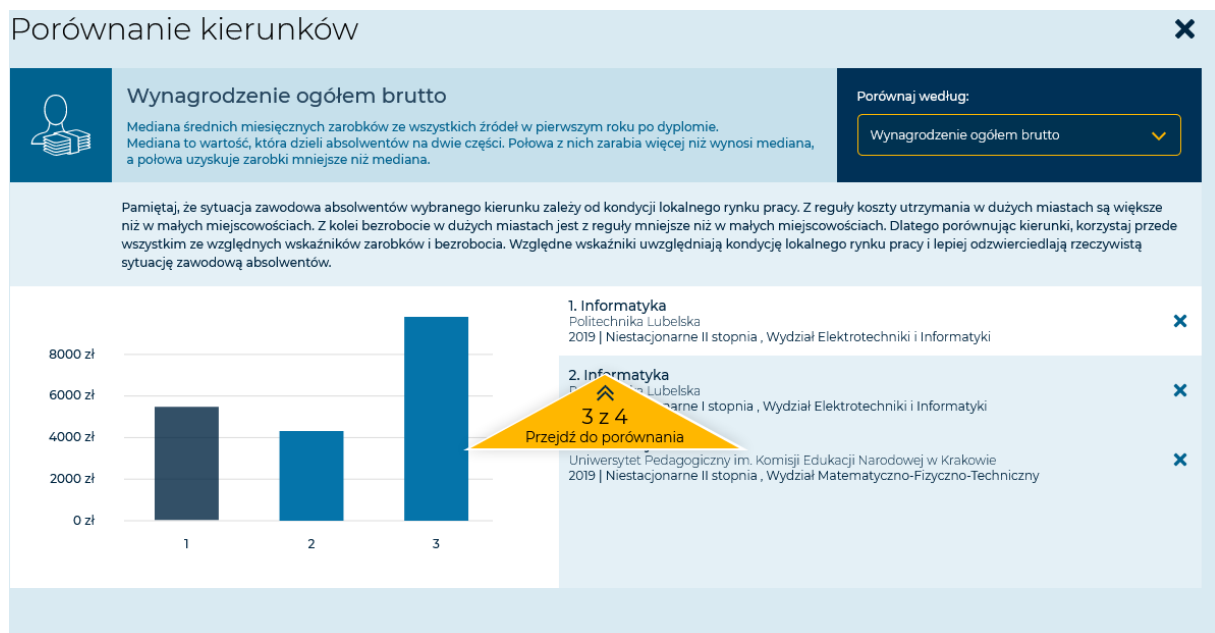 Porównanie kierunków
Wynagrodzenie ogółem brutto
Mediana średnich miesięcznych zarobków ze wszystkich źródeł w pierwszym roku po dyplomie.
Mediana to wartość, która dzieli absolwentów na dwie części. Połowa z nich zarabia więcej niż wynosi mediana,
a połowa uzyskuje zarobki mniejsze niż mediana.
Porównaj według:
Wynagrodzenie ogółem brutto
Pamiętaj, że sytuacja zawodowa absolwentów wybranego kierunku zależy od kondycji lokalnego rynku pracy. Z reguły koszty utrzymania w dużych miastach są większe
niż w małych miejscowościach. Z kolei bezrobocie w dużych miastach jest z reguły mniejsze niż w małych miejscowościach. Dlatego porównując kierunki, korzystaj przede
wszystkim ze względnych wskaźników zarobków i bezrobocia. Względne wskaźniki uwzględniają kondycję lokalnego rynku pracy i lepiej odzwierciedlają rzeczywistą
sytuację zawodową absolwentów.
8000 zł
6000 zł
4000 zł
2000 zł
0 zł
1 2 3
1. Informatyka
Politechnika Lubelska
2019 | Niestacjonarne II stopnia , Wydział Elektrotechniki i Informatyki
2. Informatyka
Lubelska
I stopnia , Wydział Elektrotechniki i Informatyki
3 z 4
Przejdź do porównania
Uniwersytet Pedagogiczny im. Komisji Edukacji Narodowej w Krakowie
2019 | Niestacjonarne II stopnia , Wydział Matematyczno-Fizyczno-Techniczny